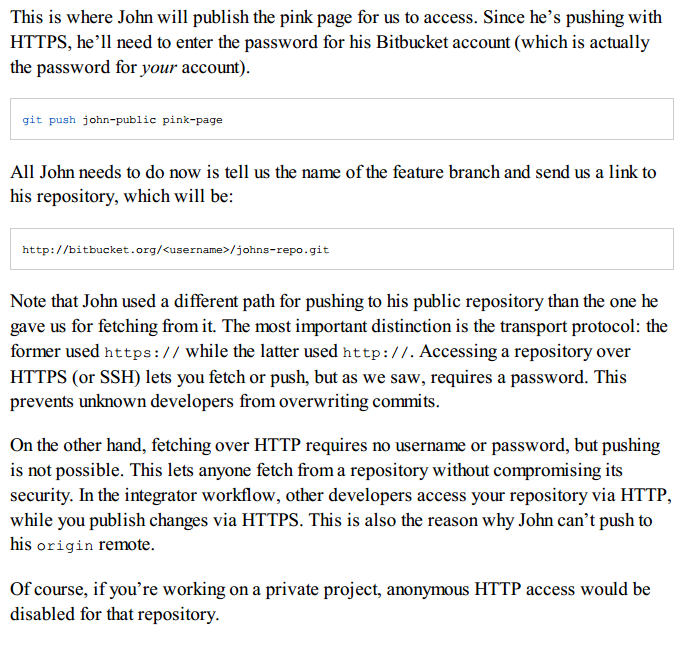 This is where John will publish the pink page for us to access. Since he’s pushing with
HTTPS, he’ll need to enter the password for his Bitbucket account (which is actually
the password for your account).
git push john-public pink-page
All John needs to do now is tell us the name of the feature branch and send us a link to
his repository, which will be:
http://bitbucket.org/<username>/johns-repo.git
Note that John used a different path for pushing to his public repository than the one he
gave us for fetching from it. The most important distinction is the transport protocol: the
former used https:// while the latter used http://. Accessing a repository over
HTTPS (or SSH) lets you fetch or push, but as we saw, requires a password. This
prevents unknown developers from overwriting commits.
On the other hand, fetching over HTTP requires no username or password, but pushing
is not possible. This lets anyone fetch from a repository without compromising its
security. In the integrator workflow, other developers access your repository via HTTP,
while you publish changes via HTTPS. This is also the reason why John can’t push to
his origin remote.
Of course, if you’re working on a private project, anonymous HTTP access would be
disabled for that repository.